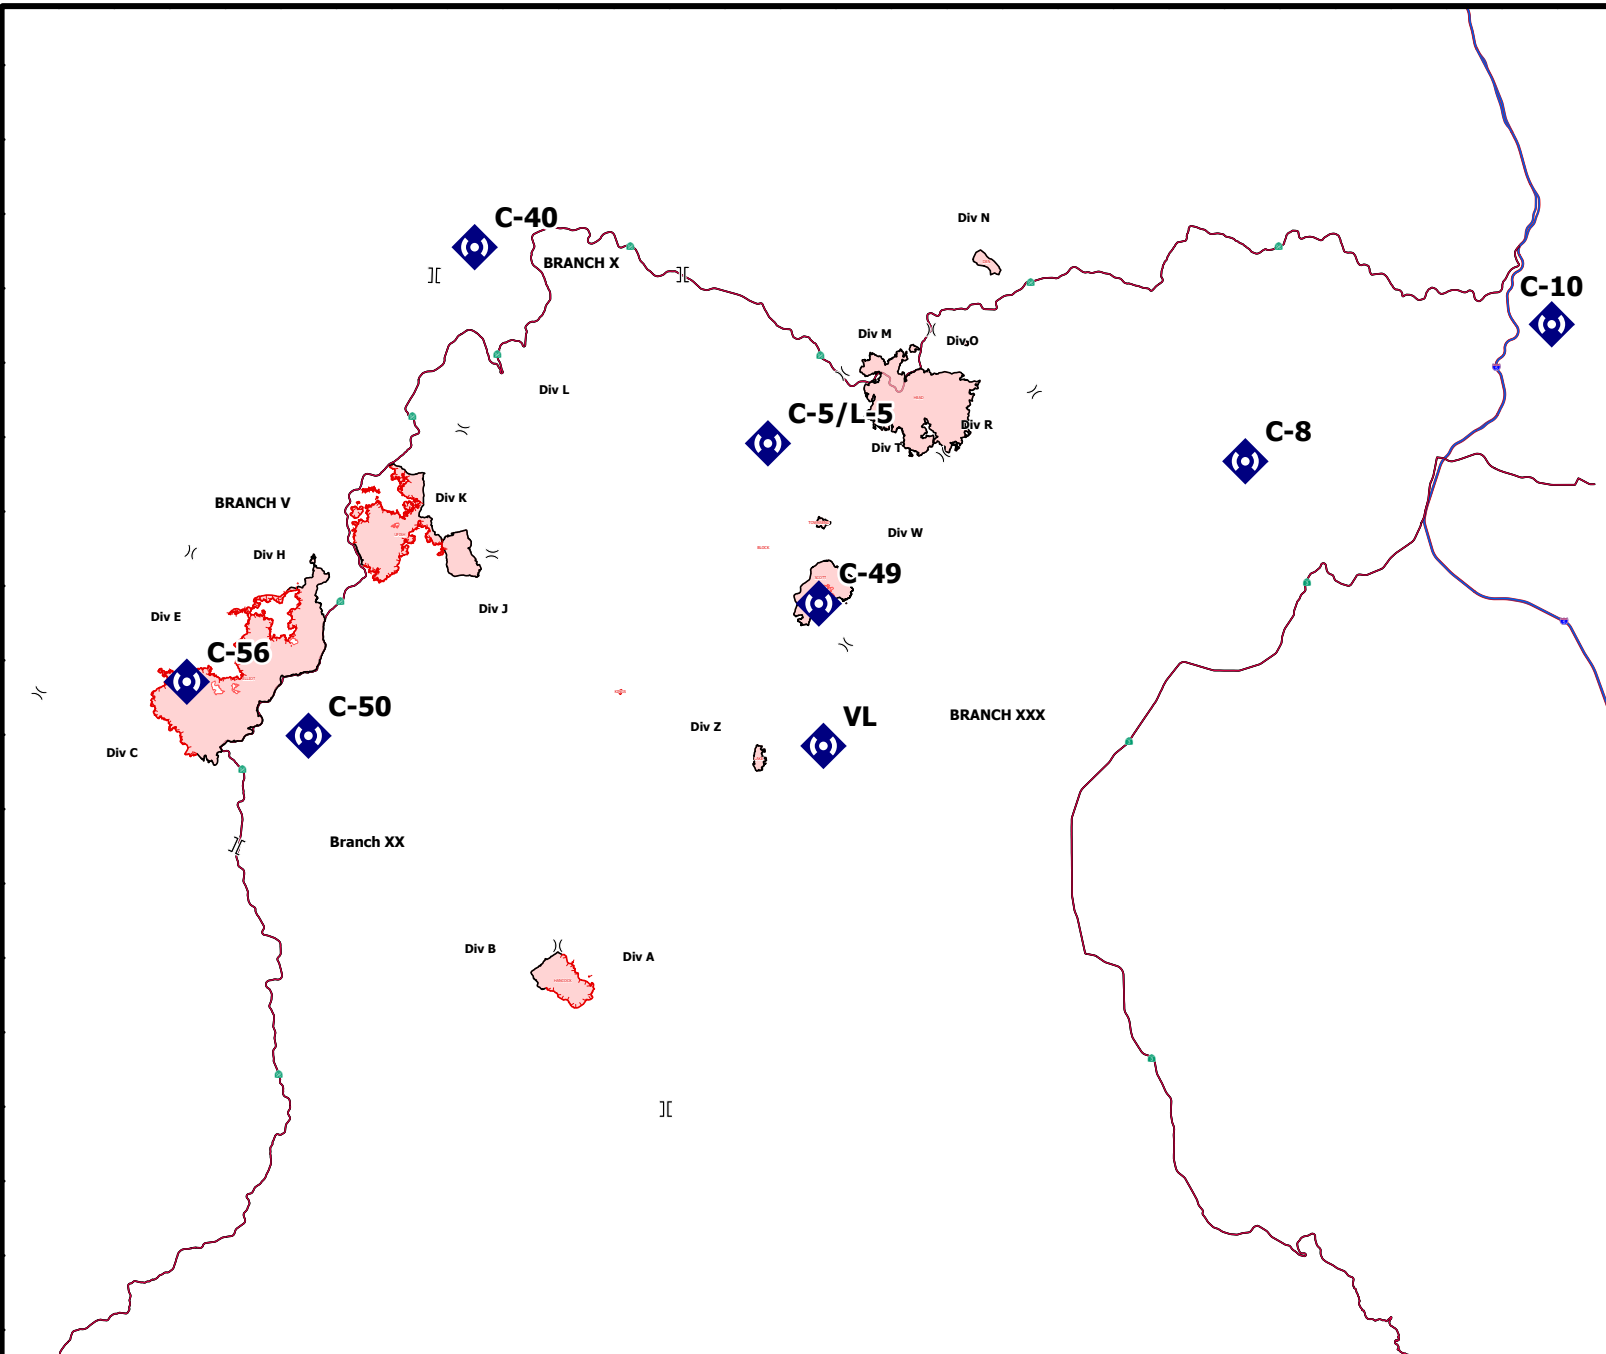 Div N
C-40
BRANCH X
C-10
Div M
Div O
Div L
C-5/L-5
Div R
C-8
Div T
Div K
BRANCH V
Div W
Div H
C-49
Div J
Div E
C-56
C-50
VL
BRANCH XXX
Div Z
Div C
Branch XX
Div B
Div A